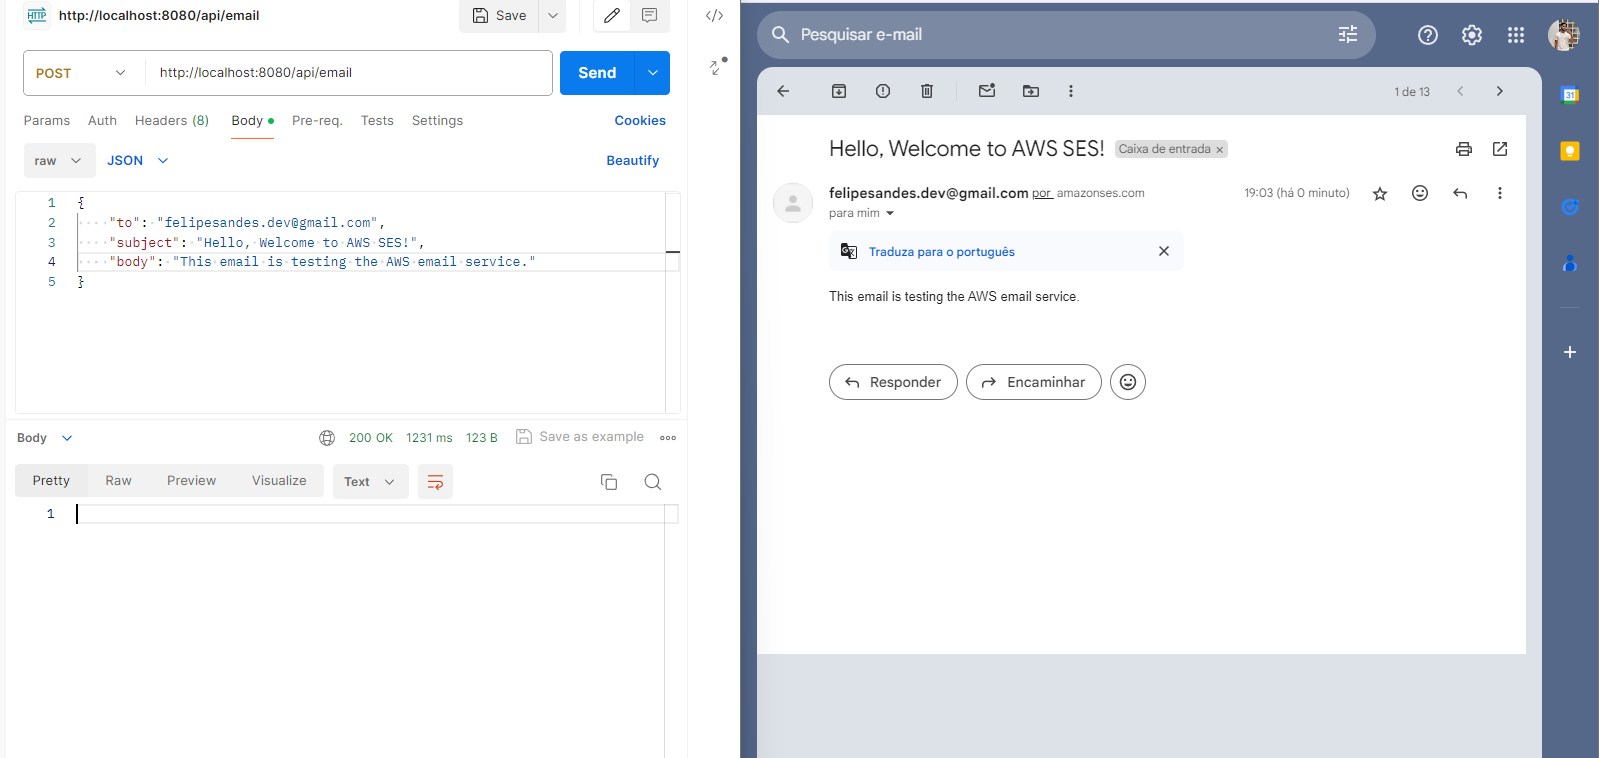 HTTP http://localhost:8080/api/email Save
POST http://localhost:8080/api/email Send
Params Auth Headers (8) Body Pre-req. Tests Settings Cookies
raw JSON Beautify
1 {
2 "to": "felipesandes.dev@gmail.com",
3 "subject": "Hello, Welcome to AWS SES!",
4 "body": "This email is testing the AWS email service."
5 }
Body 200 OK 1231 ms 123 B Save as example
Pretty Raw Preview Visualize Text
1
Pesquisar e-mail
1 de 13
31
Hello, Welcome to AWS SES! Caixa de entrada ×
felipesandes.dev@gmail.com por amazonses.com 19:03 (há 0 minuto)
para mim
Traduza para o português
This email is testing the AWS email service.
Responder Encaminhar